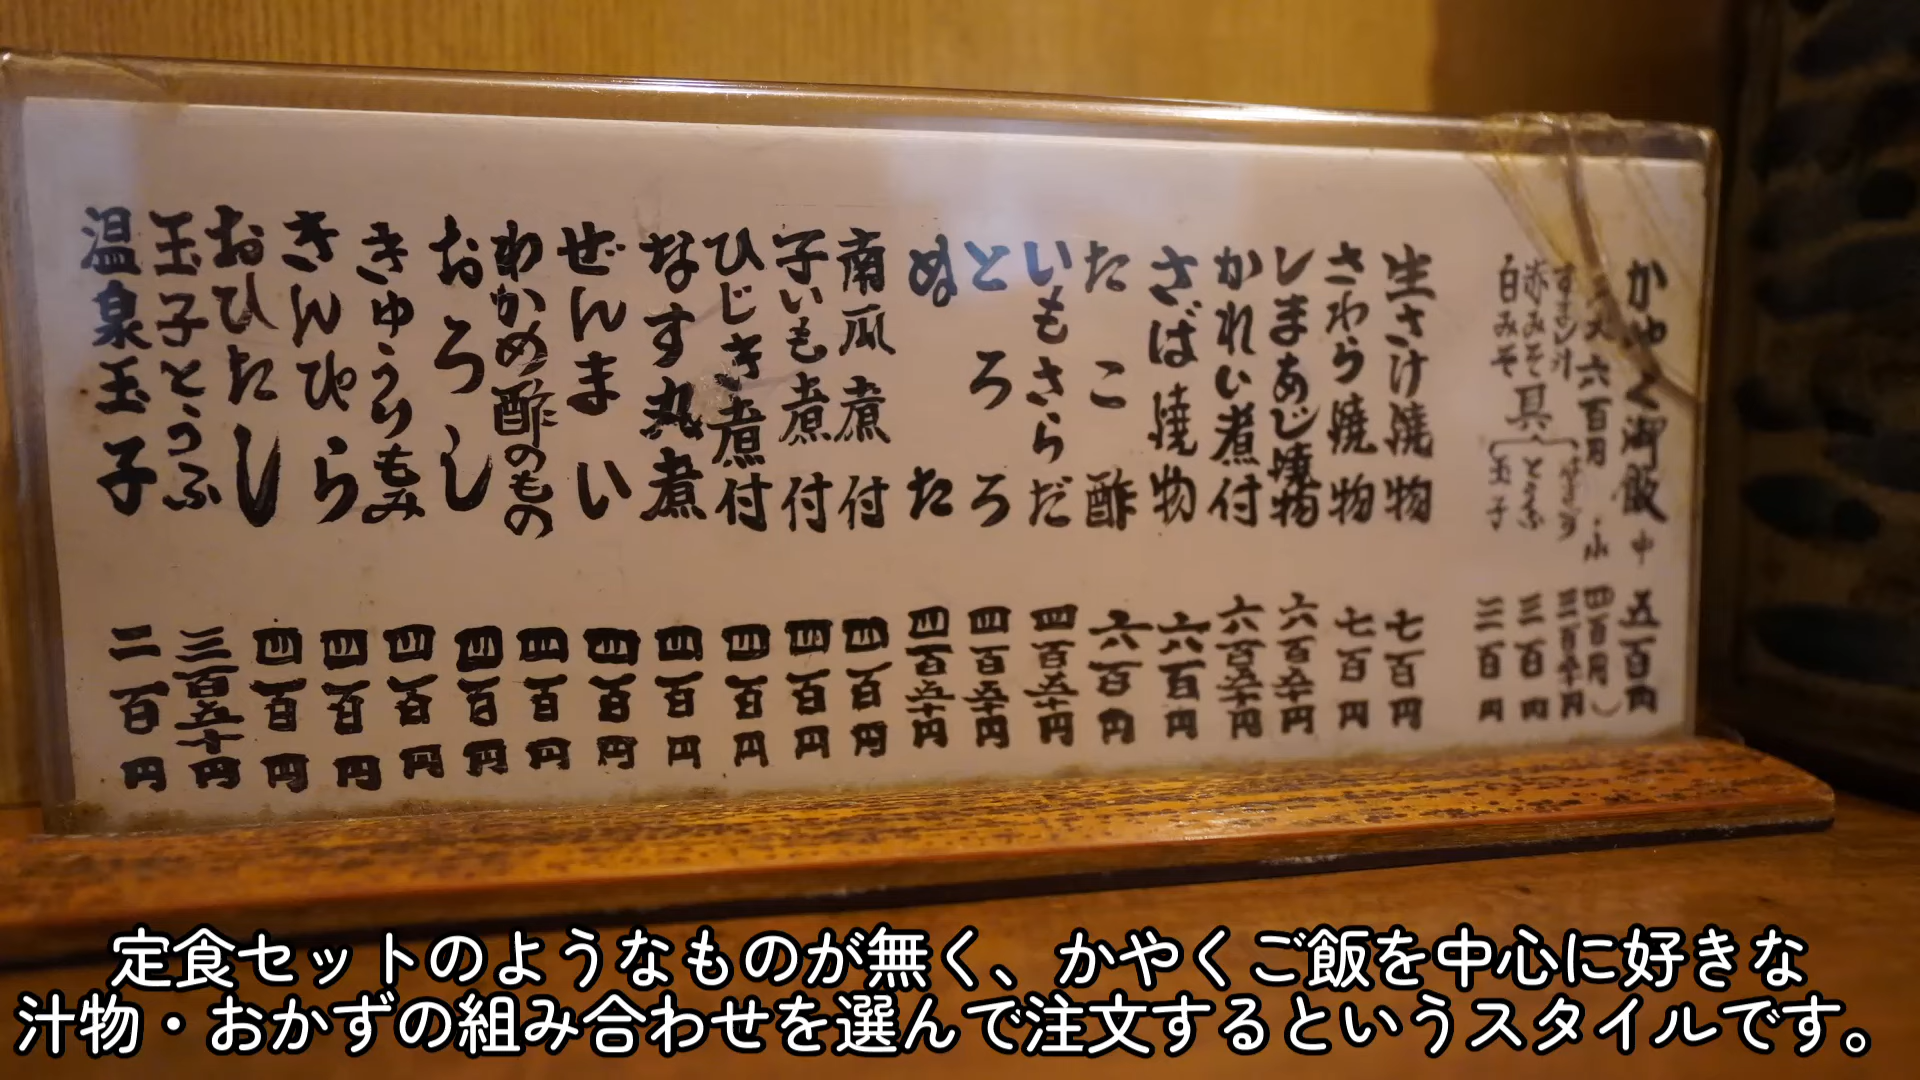 かやく御飯 中 五百円
大 六百円 ・小 四百円)
すまし汁 三百五十円
赤みそ 具 とうふ 三百円
白みそ 玉子 三百円
生さけ焼物 七百円
さわら焼物 七百円
しまあじ焼物 六百五十円
かれい煮付 六百五十円
さば焼物 六百円
たこ酢 六百円
いもさらだ 四百五十円
とろろ 四百五十円
ぬた 四百五十円
南瓜煮付 四百円
子いも煮付 四百円
ひじき煮付 四百円
なす丸煮 四百円
ぜんまい 四百円
わかめ酢のもの 四百円
おろし 四百円
きゅうりもみ 四百円
きんぴら 四百円
おひたし 四百円
玉子とうふ 三百五十円
温泉玉子 二百円
定食セットのようなものが無く、かやくご飯を中心に好きな
汁物・おかずの組み合わせを選んで注文するというスタイルです。